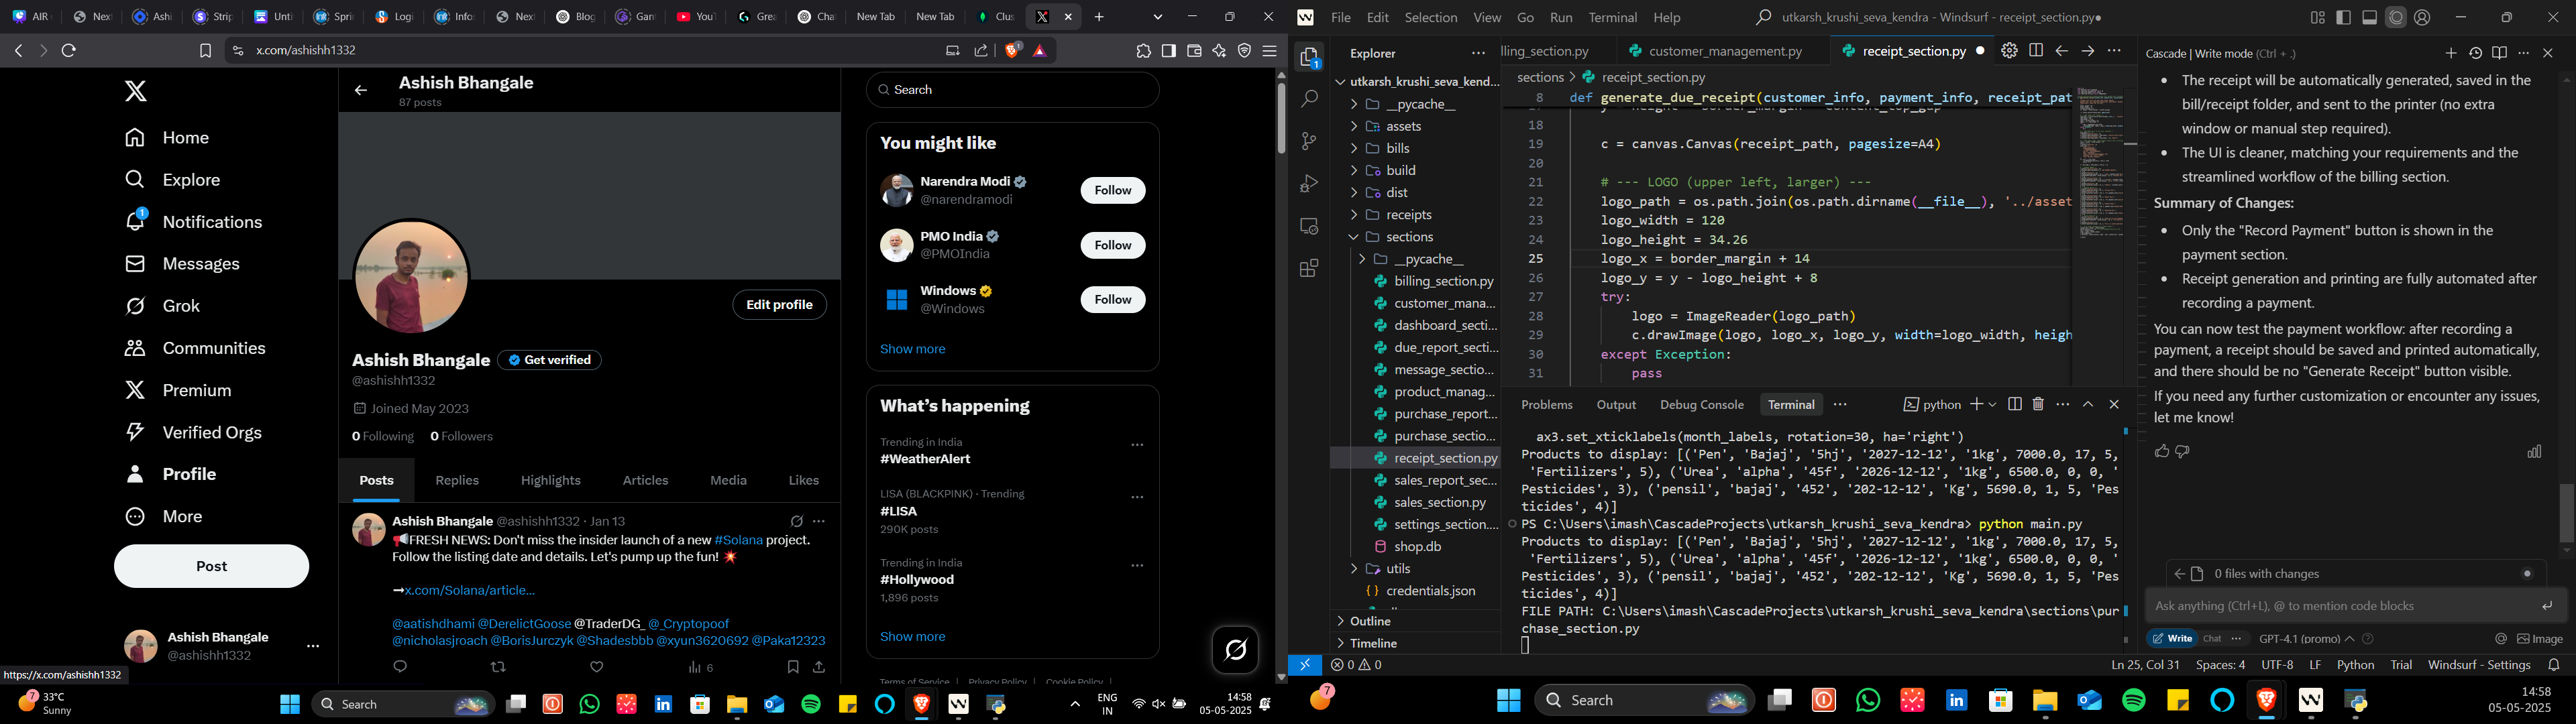 AIR
Next
Ashi
Strip
Unti
Spri
Logi
Info
Next
Blog
Gan
YouT
Grea
Cha
New Tab
New Tab
Clus
x.com/ashishh1332
Home
Explore
1
Notifications
Messages
Grok
Communities
Premium
Verified Orgs
Profile
More
Post
Ashish Bhangale
@ashishh1332
https://x.com/ashishh1332
Ashish Bhangale
87 posts
Edit profile
Ashish Bhangale Get verified
@ashishh1332
Joined May 2023
0 Following 0 Followers
Posts Replies Highlights Articles Media Likes
Ashish Bhangale @ashishh1332 · Jan 13
FRESH NEWS: Don't miss the insider launch of a new #Solana project.
Follow the listing date and details. Let's pump up the fun!
x.com/Solana/article...
@aatishdhami @DerelictGoose @TraderDG_ @_Cryptopoof
@nicholasjroach @BorisJurczyk @Shadesbbb @xyun3620692 @Paka12323
6
Search
You might like
Narendra Modi
@narendramodi
Follow
PMO India
@PMOIndia
Follow
Windows
@Windows
Follow
Show more
What's happening
Trending in India
#WeatherAlert
LISA (BLACKPINK) · Trending
#LISA
290K posts
Trending in India
#Hollywood
1,896 posts
Show more
Terms of Service | Privacy Policy | Cookie Policy |
7
33°C
Sunny
Search
ENG
IN
14:58
05-05-2025
File Edit Selection View Go Run Terminal Help
utkarsh_krushi_seva_kendra - Windsurf - receipt_section.py●
1
Explorer
utkarsh_krushi_seva_kend...
__pycache__
assets
bills
build
dist
receipts
sections
__pycache__
billing_section.py
customer_mana...
dashboard_secti...
due_report_secti...
message_sectio...
product_manag...
purchase_report...
purchase_sectio...
receipt_section.py
sales_report_sec...
sales_section.py
settings_section....
shop.db
utils
{ } credentials.json
Outline
Timeline
lling_section.py customer_management.py receipt_section.py
sections > receipt_section.py
8 def generate_due_receipt(customer_info, payment_info, receipt_pat
18
19 c = canvas.Canvas(receipt_path, pagesize=A4)
20
21 # --- LOGO (upper left, larger) ---
22 logo_path = os.path.join(os.path.dirname(__file__), '../asset
23 logo_width = 120
24 logo_height = 34.26
25 logo_x = border_margin + 14
26 logo_y = y - logo_height + 8
27 try:
28 logo = ImageReader(logo_path)
29 c.drawImage(logo, logo_x, logo_y, width=logo_width, heigh
30 except Exception:
31 pass
Problems Output Debug Console Terminal python
ax3.set_xticklabels(month_labels, rotation=30, ha='right')
Products to display: [('Pen', 'Bajaj', '5hj', '2027-12-12', '1kg', 7000.0, 17, 5,
'Fertilizers', 5), ('Urea', 'alpha', '45f', '2026-12-12', '1kg', 6500.0, 0, 0, '
Pesticides', 3), ('pensil', 'bajaj', '452', '202-12-12', 'Kg', 5690.0, 1, 5, 'Pes
ticides', 4)]
PS C:\Users\imash\CascadeProjects\utkarsh_krushi_seva_kendra> python main.py
Products to display: [('Pen', 'Bajaj', '5hj', '2027-12-12', '1kg', 7000.0, 17, 5,
'Fertilizers', 5), ('Urea', 'alpha', '45f', '2026-12-12', '1kg', 6500.0, 0, 0, '
Pesticides', 3), ('pensil', 'bajaj', '452', '202-12-12', 'Kg', 5690.0, 1, 5, 'Pes
ticides', 4)]
FILE PATH: C:\Users\imash\CascadeProjects\utkarsh_krushi_seva_kendra\sections\pur
chase_section.py
Cascade | Write mode (Ctrl + .)
• The receipt will be automatically generated, saved in the
bill/receipt folder, and sent to the printer (no extra
window or manual step required).
• The UI is cleaner, matching your requirements and the
streamlined workflow of the billing section.
Summary of Changes:
• Only the "Record Payment" button is shown in the
payment section.
• Receipt generation and printing are fully automated after
recording a payment.
You can now test the payment workflow: after recording a
payment, a receipt should be saved and printed automatically,
and there should be no "Generate Receipt" button visible.
If you need any further customization or encounter any issues,
let me know!
0 files with changes
Ask anything (Ctrl+L), @ to mention code blocks
Write Chat GPT-4.1 (promo) Image
0 0 Ln 25, Col 31 Spaces: 4 UTF-8 LF Python Trial Windsurf - Settings
7
Search
14:58
05-05-2025